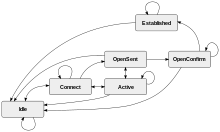 Established
OpenSent
OpenConfirm
Connect
Active
Idle